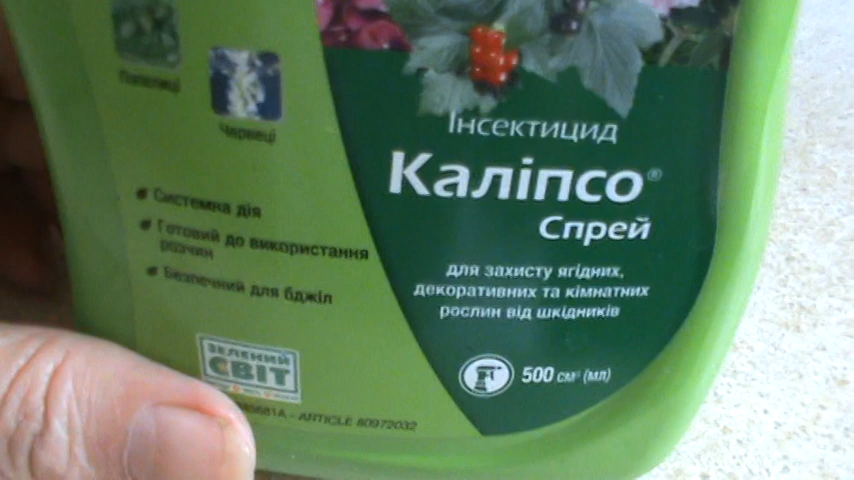 Попелиці
Червеці
Інсектицид
Каліпсо®
Спрей
для захисту ягідних,
декоративних та кімнатних
рослин від шкідників
500 см³ (мл)
Системна дія
Готовий до використання
розчин
Безпечний для бджіл
ЗЕЛЕНИЙ
СВІТ
ARTICLE 80972032